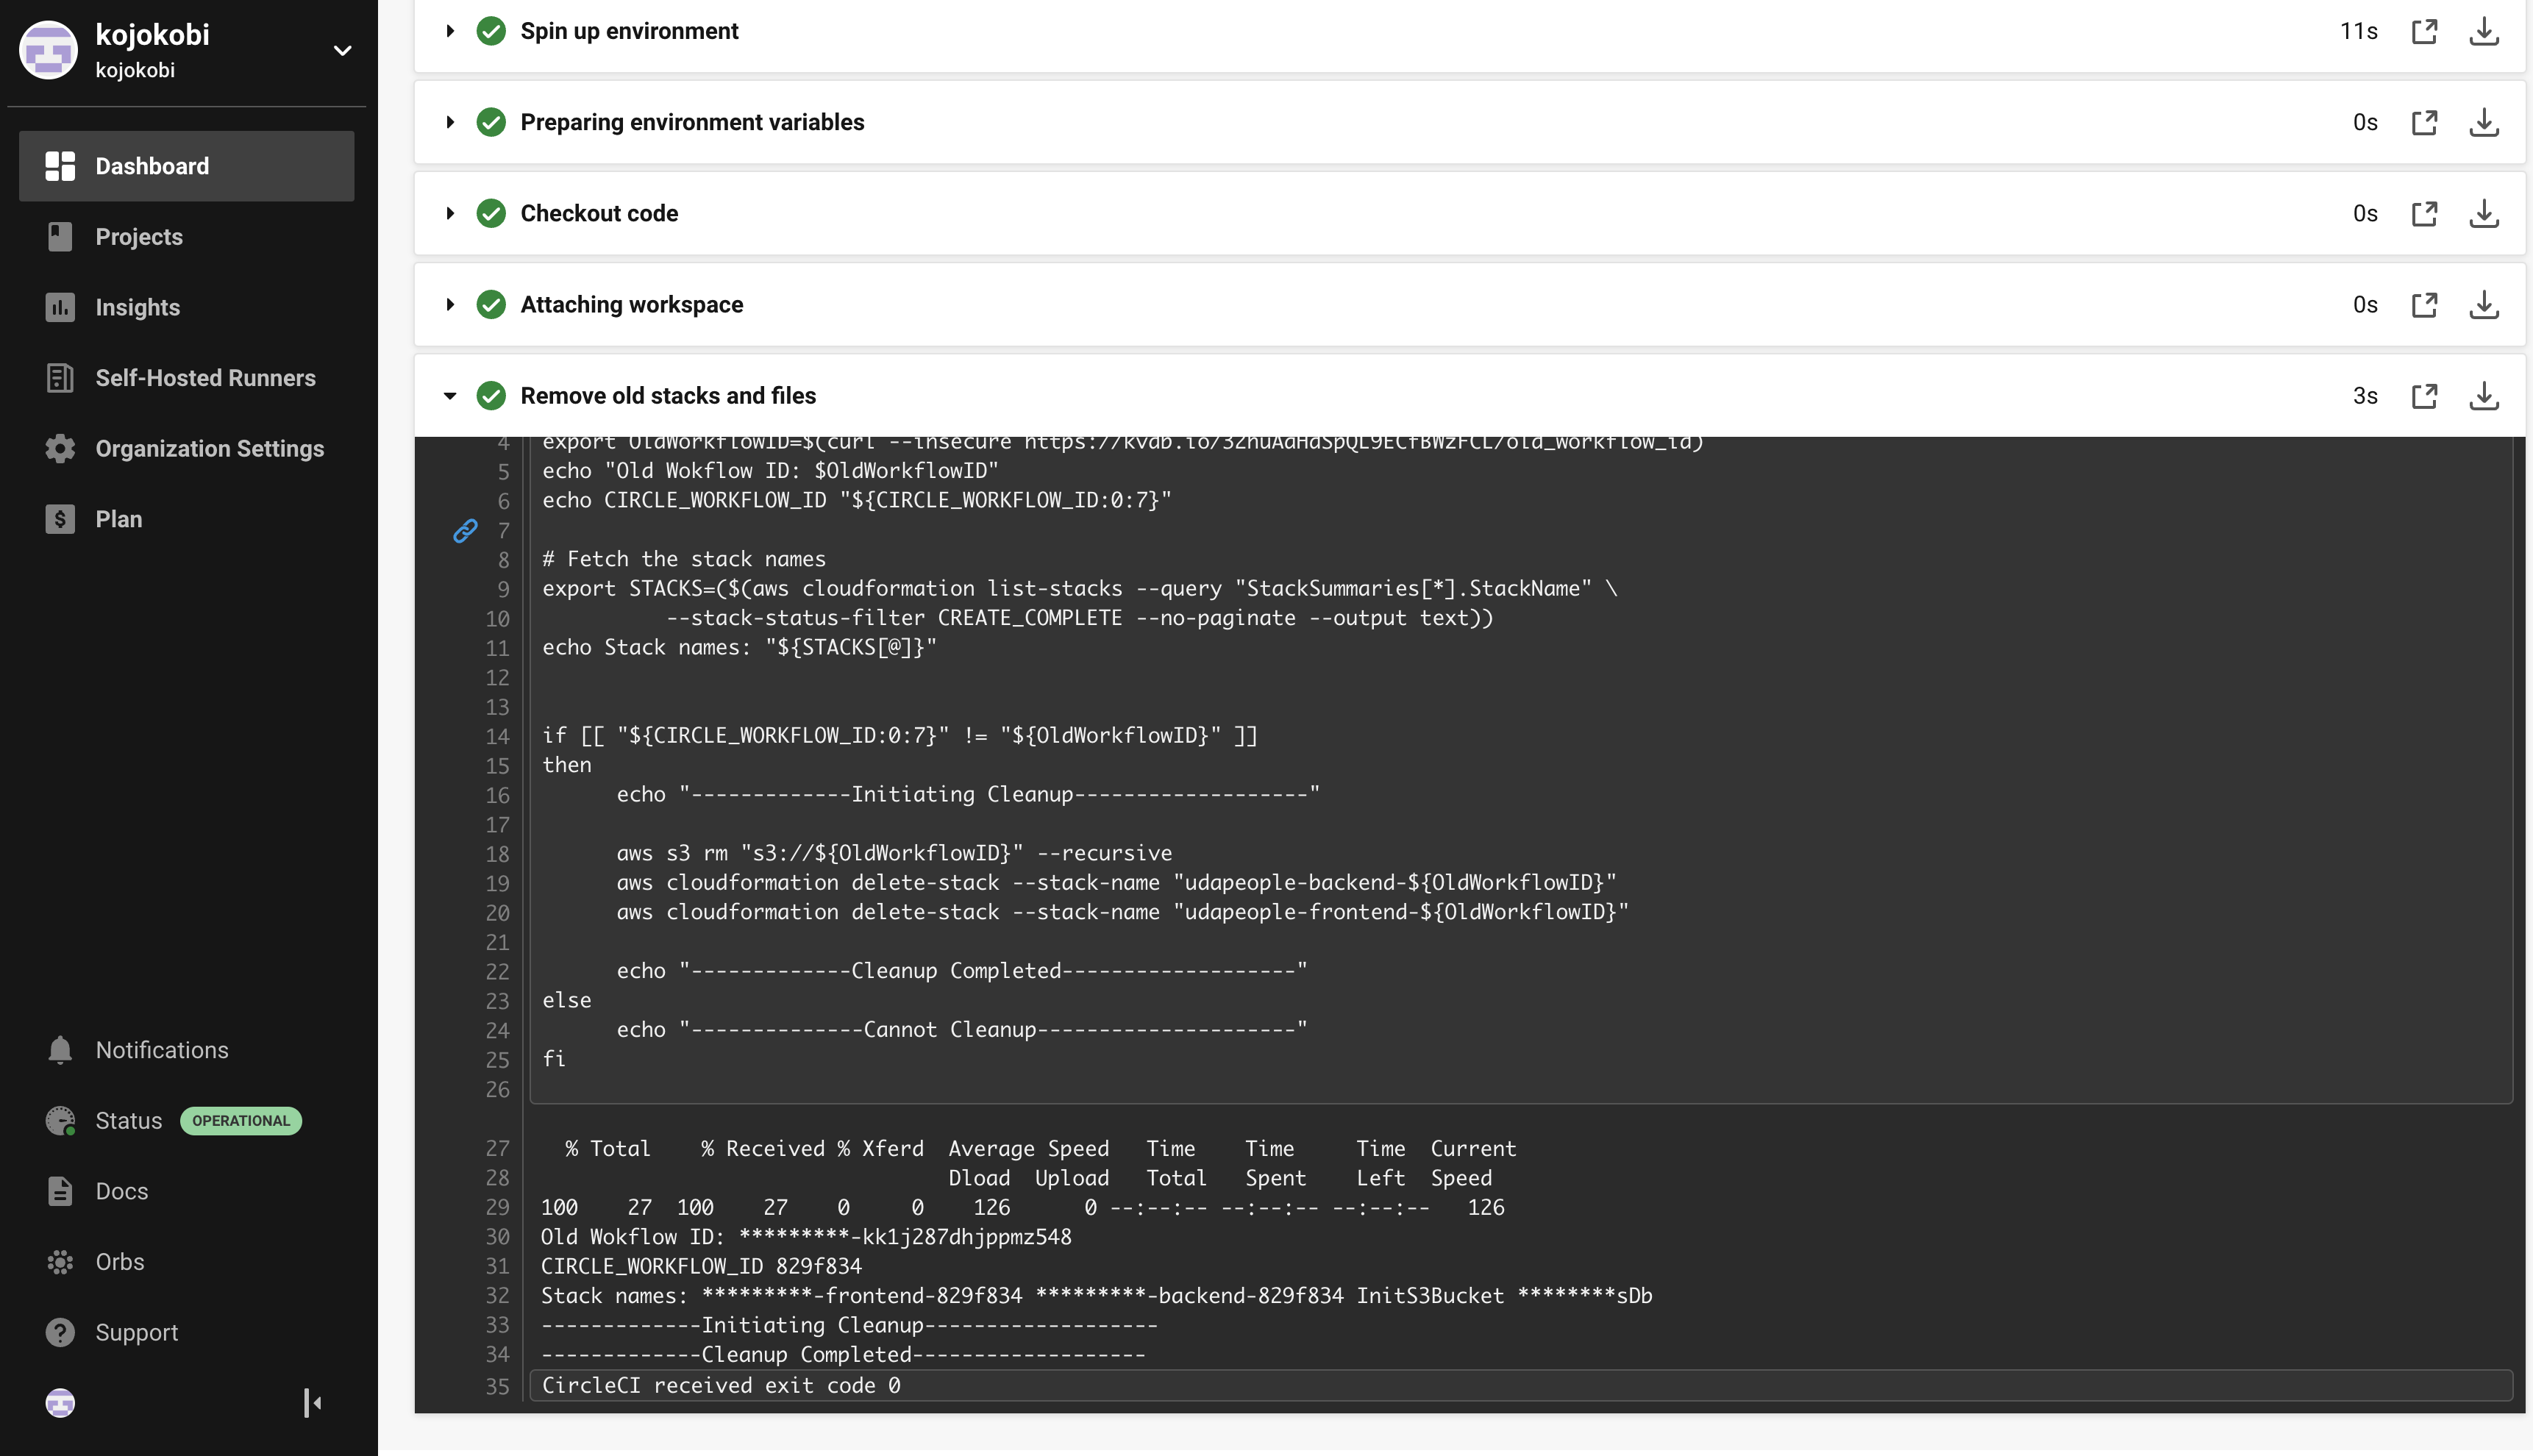 kojokobi
kojokobi
Dashboard
Projects
Insights
Self-Hosted Runners
Organization Settings
Plan
Notifications
Status OPERATIONAL
Docs
Orbs
Support
Spin up environment 11s
Preparing environment variables 0s
Checkout code 0s
Attaching workspace 0s
Remove old stacks and files 3s
4 export OldWorkflowID=$(curl --insecure
5 echo "Old Wokflow ID: $OldWorkflowID"
6 echo CIRCLE_WORKFLOW_ID "${CIRCLE_WORKFLOW_ID:0:7}"
7
8 # Fetch the stack names
9 export STACKS=($(aws cloudformation list-stacks --query "StackSummaries[*].StackName" \
10 --stack-status-filter CREATE_COMPLETE --no-paginate --output text))
11 echo Stack names: "${STACKS[@]}"
12
13
14 if [[ "${CIRCLE_WORKFLOW_ID:0:7}" != "${OldWorkflowID}" ]]
15 then
16 echo "-------------Initiating Cleanup-------------------"
17
18 aws s3 rm "s3://${OldWorkflowID}" --recursive
19 aws cloudformation delete-stack --stack-name "udapeople-backend-${OldWorkflowID}"
20 aws cloudformation delete-stack --stack-name "udapeople-frontend-${OldWorkflowID}"
21
22 echo "-------------Cleanup Completed-------------------"
23 else
24 echo "--------------Cannot Cleanup---------------------"
25 fi
26
27 % Total % Received % Xferd Average Speed Time Time Time Current
28 Dload Upload Total Spent Left Speed
29 100 27 100 27 0 0 126 0 --:--:-- --:--:-- --:--:-- 126
30 Old Wokflow ID: *********-kk1j287dhjppmz548
31 CIRCLE_WORKFLOW_ID 829f834
32 Stack names: *********-frontend-829f834 *********-backend-829f834 InitS3Bucket ********sDb
33 -------------Initiating Cleanup-------------------
34 -------------Cleanup Completed-------------------
35 CircleCI received exit code 0